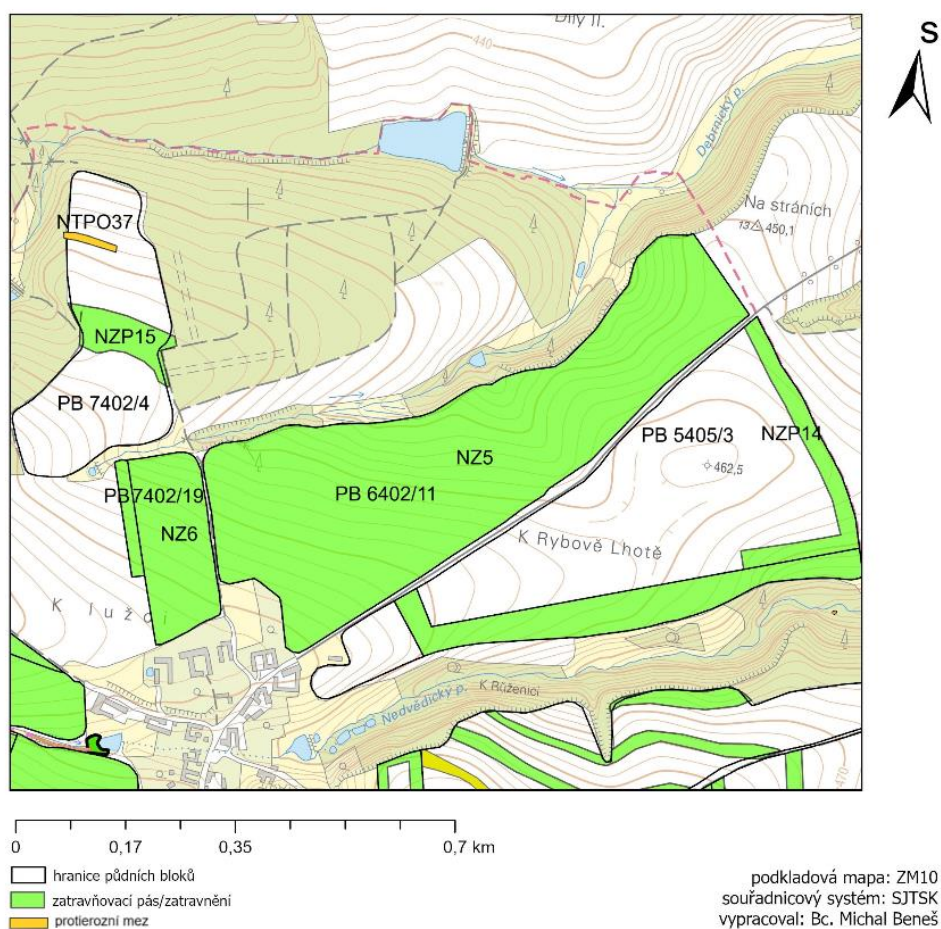 Díly II.
440
S
Debrnický p.
Na stráních
13 450,1
NTPO37
NZP15
PB 7402/4
PB 5405/3
NZP14
NZ5
462,5
PB 7402/19
PB 6402/11
NZ6
K Rybově Lhotě
K luždi
K Růženici
Nedvědický p.
470
0 0,17 0,35 0,7 km
hranice půdních bloků
zatravňovací pás/zatravnění
protierozní mez
podkladová mapa: ZM10
souřadnicový systém: SJTSK
vypracoval: Bc. Michal Beneš